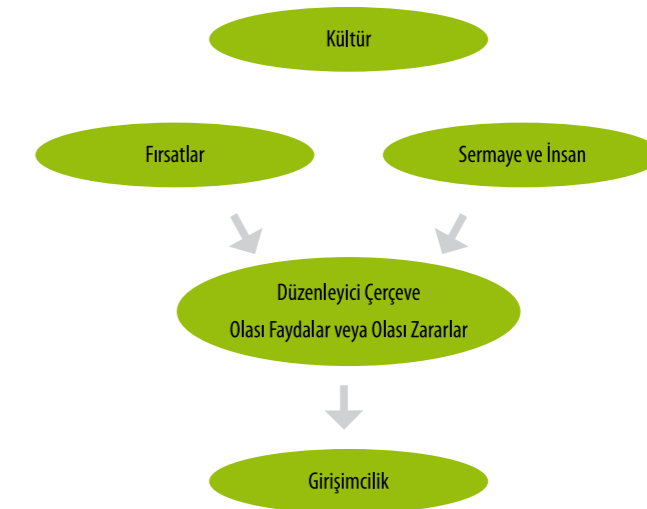 Kültür
Fırsatlar
Sermaye ve İnsan
Düzenleyici Çerçeve
Olası Faydalar veya Olası Zararlar
Girişimcilik